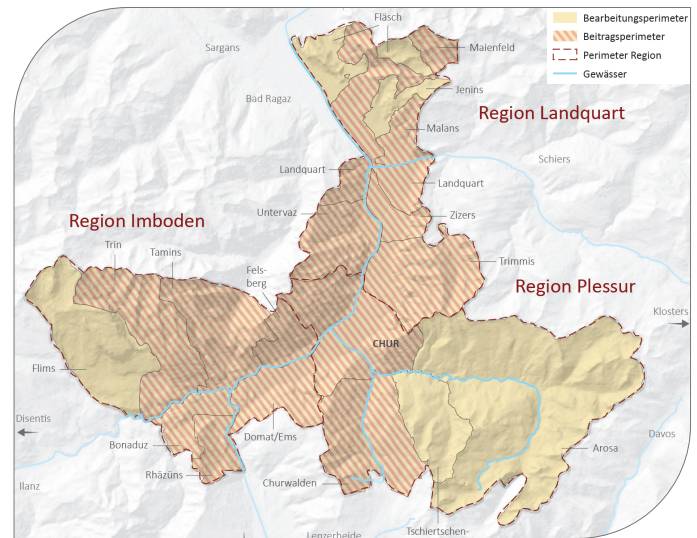 Fläsch
Bearbeitungsperimeter
Beitragsperimeter
Perimeter Region
Gewässer
Sargans
Maienfeld
Bad Ragaz
Jenins
Region Landquart
Malans
Schiers
Landquart
Landquart
Untervaz
Zizers
Region Imboden
Trin
Tamins
Fels-
berg
Trimmis
Region Plessur
Klosters
CHUR
Flims
Disentis
Domat/Ems
Bonaduz
Davos
Arosa
Rhäzüns
Churwalden
Ilanz
Tschiertschen-
Lenzerheide